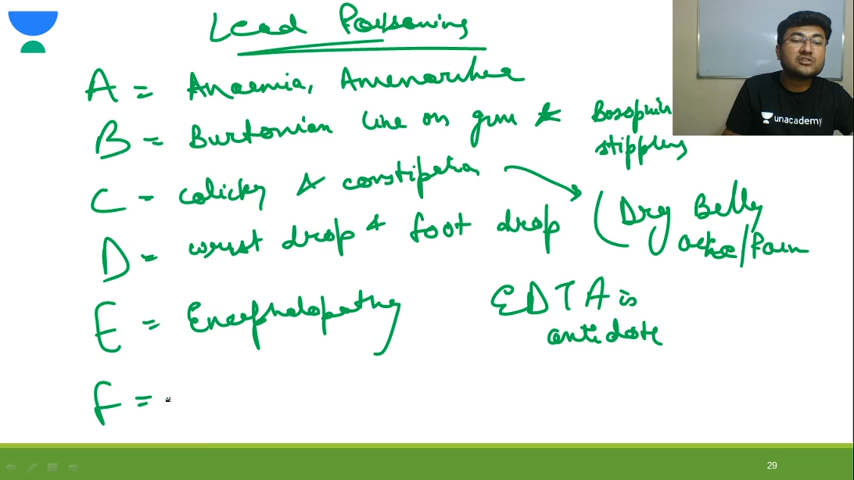 Lead Poisoning
A = Anaemia, Amenorrhea
B = Burtonian line on gum & Basophilic
stippling
C = colicky & constipation
(Dry Belly
ache/Pain
D = wrist drop & foot drop
E = Encephalopathy
EDTA is
antidote
F =
unacademy
29